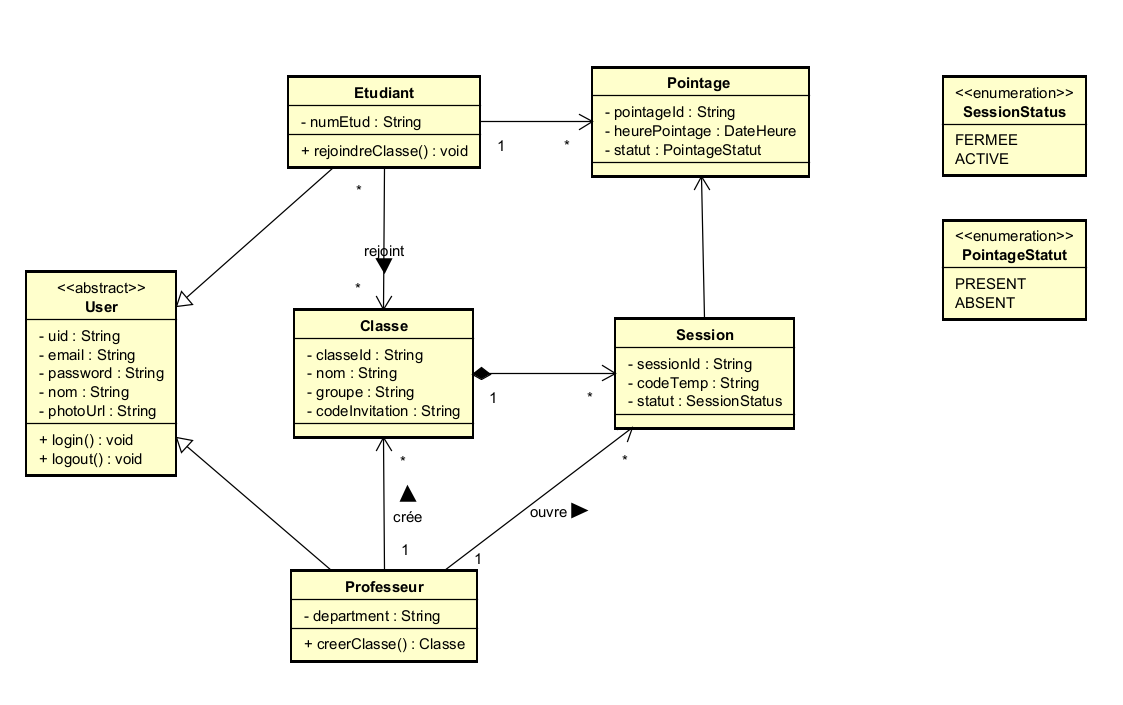 Etudiant
- numEtud : String
+ rejoindreClasse() : void
Pointage
- pointageId : String
- heurePointage : DateHeure
- statut : PointageStatut
<<enumeration>>
SessionStatus
FERMEE
ACTIVE
1
*
*
rejoint
*
<<enumeration>>
PointageStatut
PRESENT
ABSENT
<<abstract>>
User
- uid : String
- email : String
- password : String
- nom : String
- photoUrl : String
+ login() : void
+ logout() : void
Classe
- classeId : String
- nom : String
- groupe : String
- codeInvitation : String
1
*
Session
- sessionId : String
- codeTemp : String
- statut : SessionStatus
*
crée
1
*
ouvre
1
Professeur
- department : String
+ creerClasse() : Classe